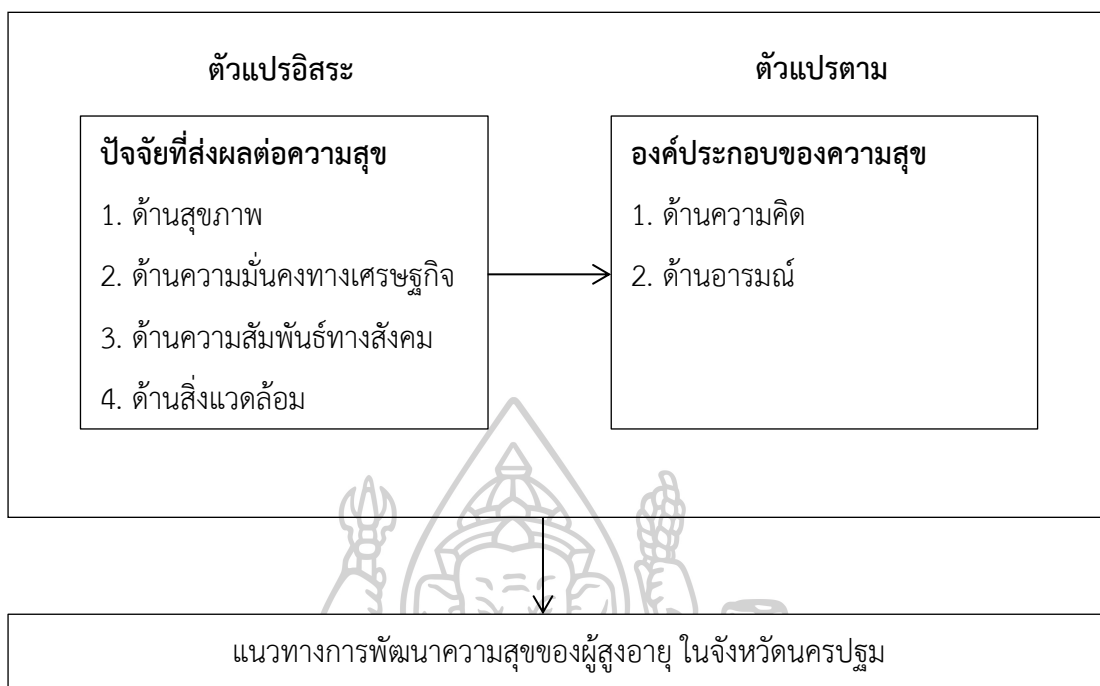 ตัวแปรอิสระ
ปัจจัยที่ส่งผลต่อความสุข
1. ด้านสุขภาพ
2. ด้านความมั่นคงทางเศรษฐกิจ
3. ด้านความสัมพันธ์ทางสังคม
4. ด้านสิ่งแวดล้อม
ตัวแปรตาม
องค์ประกอบของความสุข
1. ด้านความคิด
2. ด้านอารมณ์
แนวทางการพัฒนาความสุขของผู้สูงอายุ ในจังหวัดนครปฐม